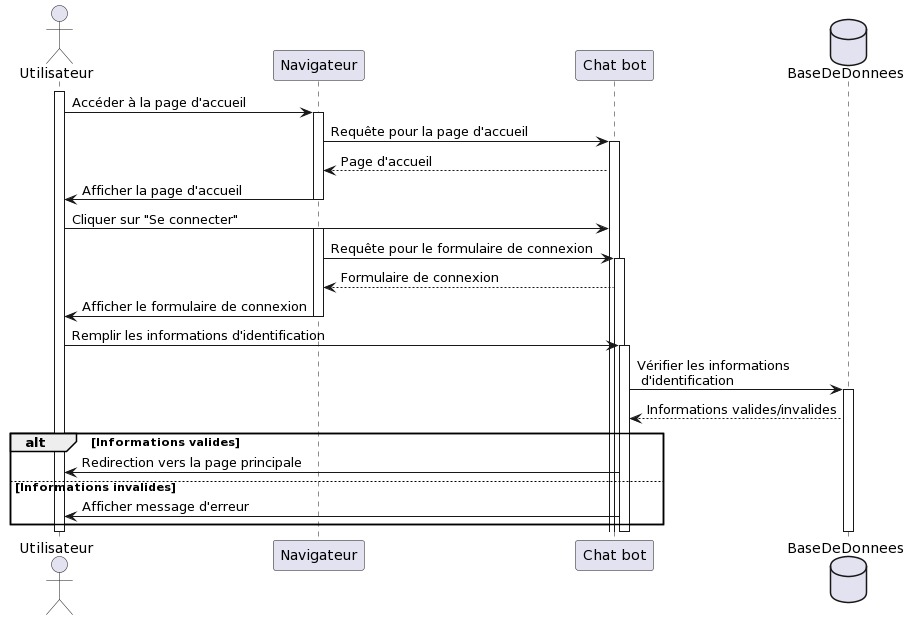 Utilisateur
Navigateur
Chat bot
BaseDeDonnees
Accéder à la page d'accueil
Requête pour la page d'accueil
Page d'accueil
Afficher la page d'accueil
Cliquer sur "Se connecter"
Requête pour le formulaire de connexion
Formulaire de connexion
Afficher le formulaire de connexion
Remplir les informations d'identification
Vérifier les informations
d'identification
Informations valides/invalides
alt [Informations valides]
Redirection vers la page principale
[Informations invalides]
Afficher message d'erreur
Utilisateur
Navigateur
Chat bot
BaseDeDonnees